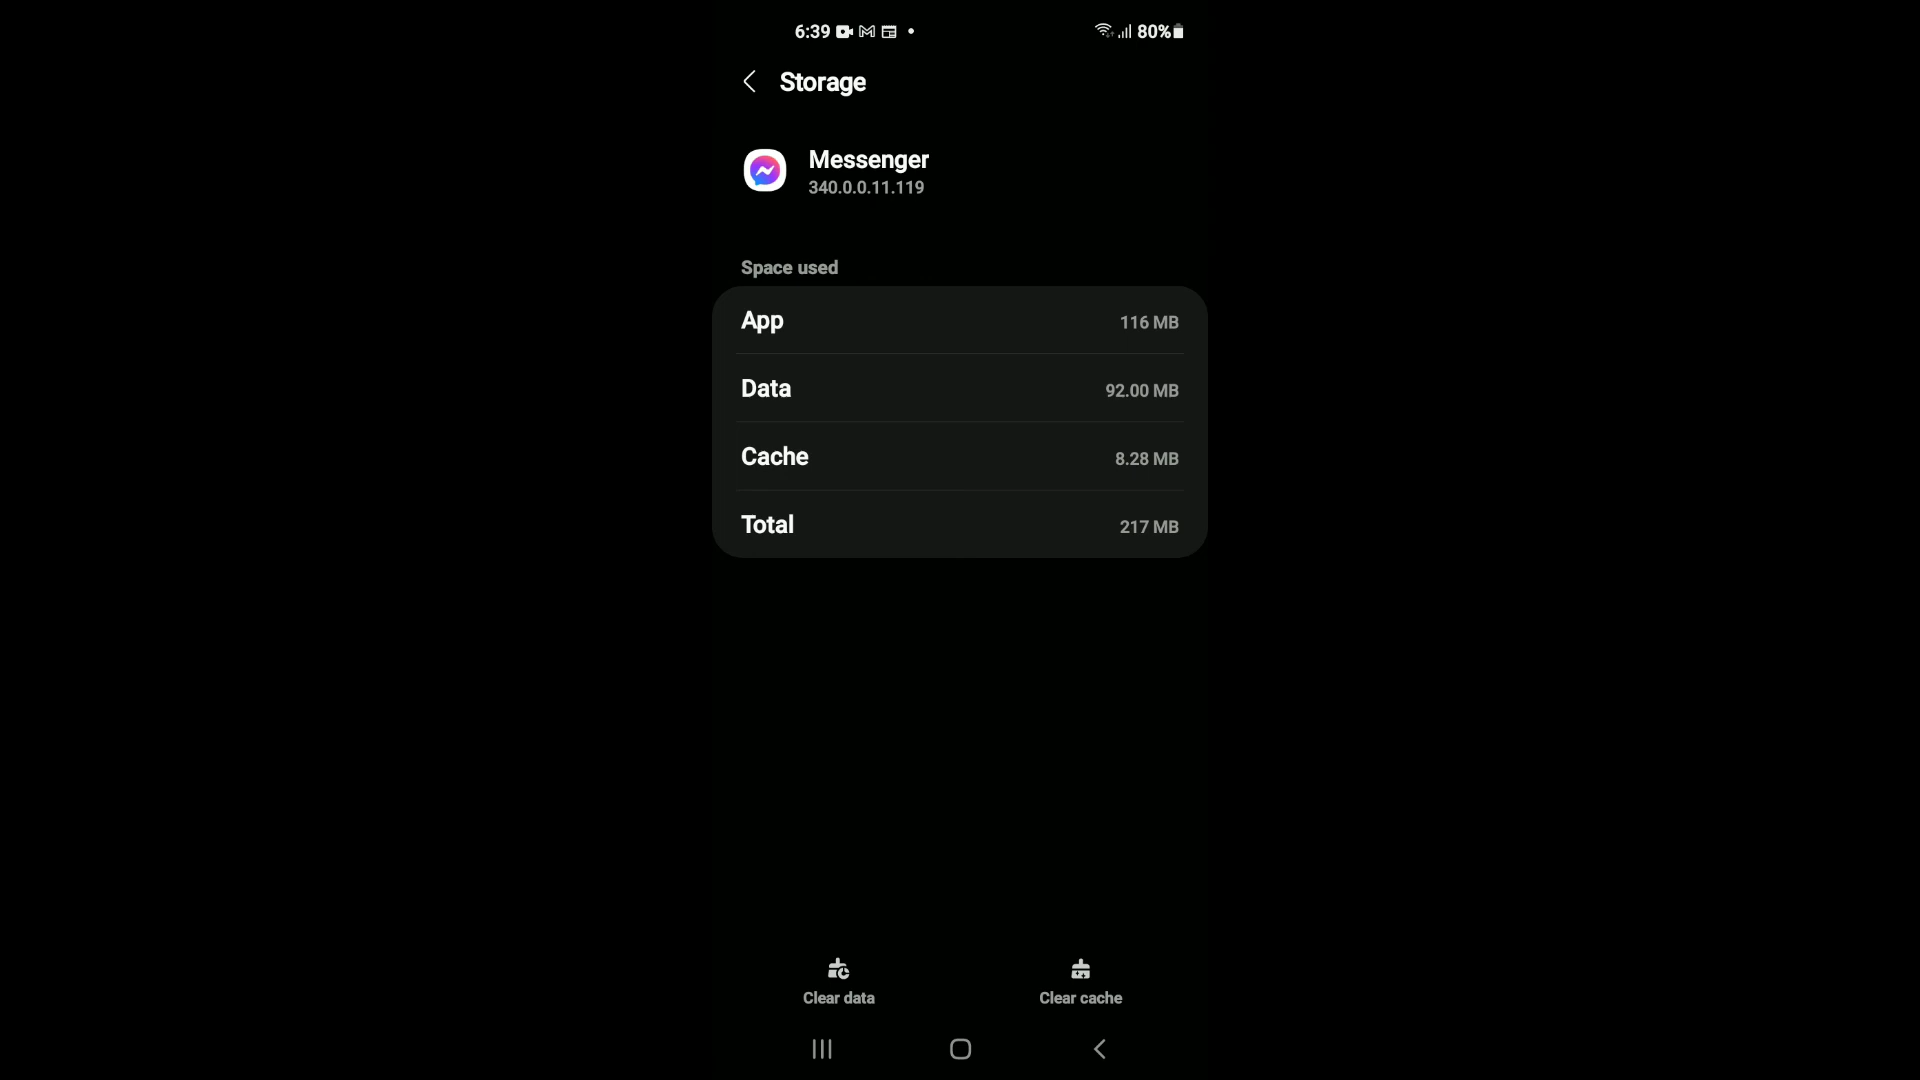 6:39 80%
Storage
Messenger
340.0.0.11.119
Space used
App 116 MB
Data 92.00 MB
Cache 8.28 MB
Total 217 MB
Clear data Clear cache